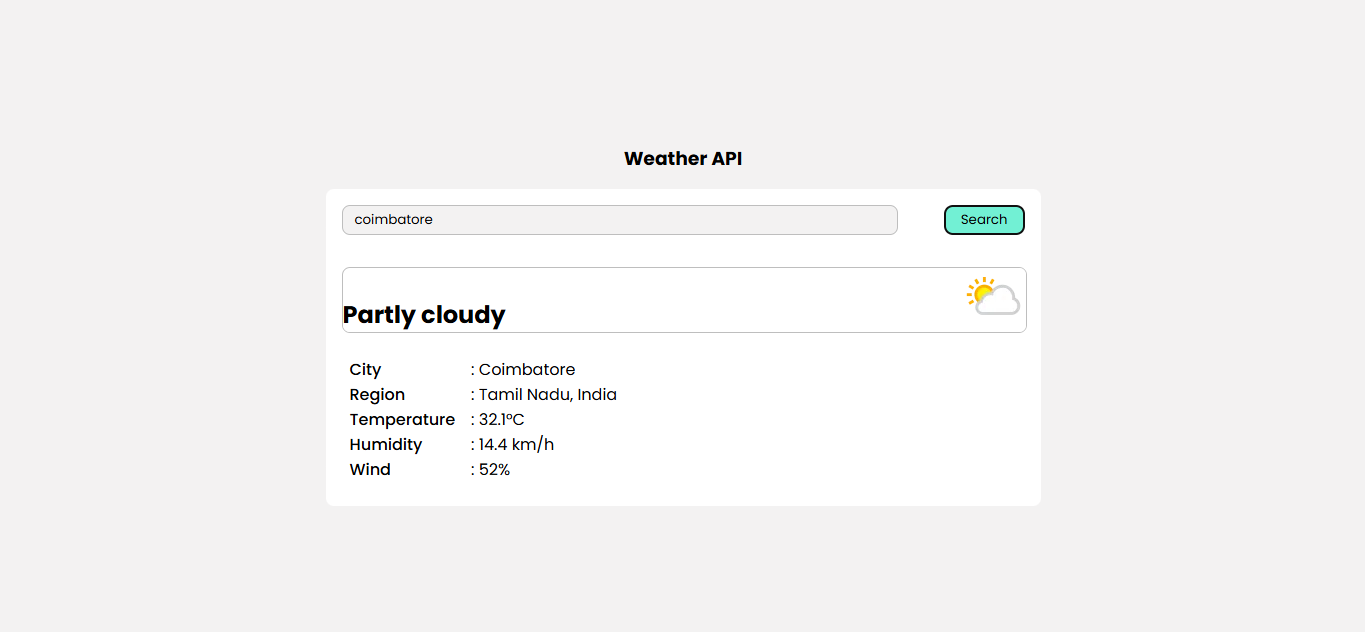 Weather API
coimbatore
Search
Partly cloudy
City : Coimbatore
Region : Tamil Nadu, India
Temperature : 32.1°C
Humidity : 14.4 km/h
Wind : 52%